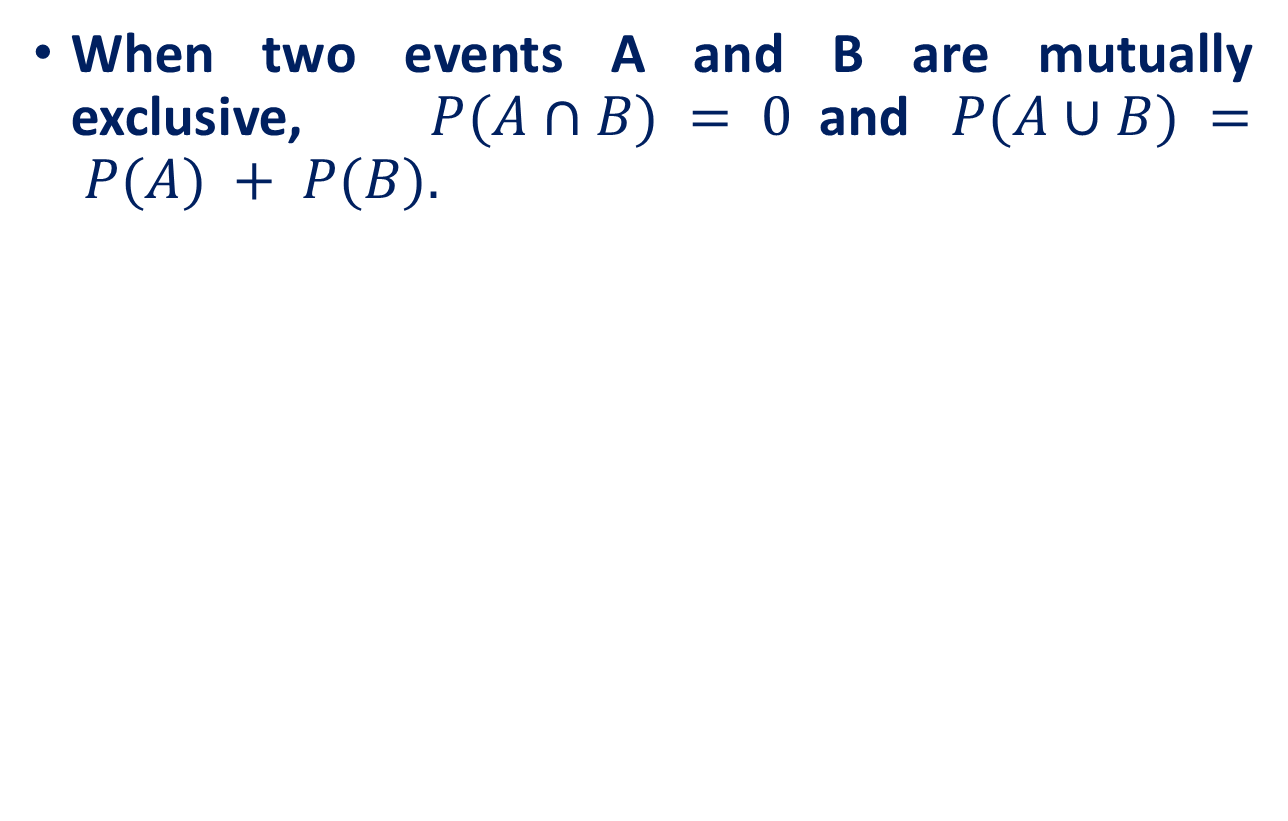 • When two events A and B are mutually
exclusive, P(A ∩ B) = 0 and P(A ∪ B) =
P(A) + P(B).